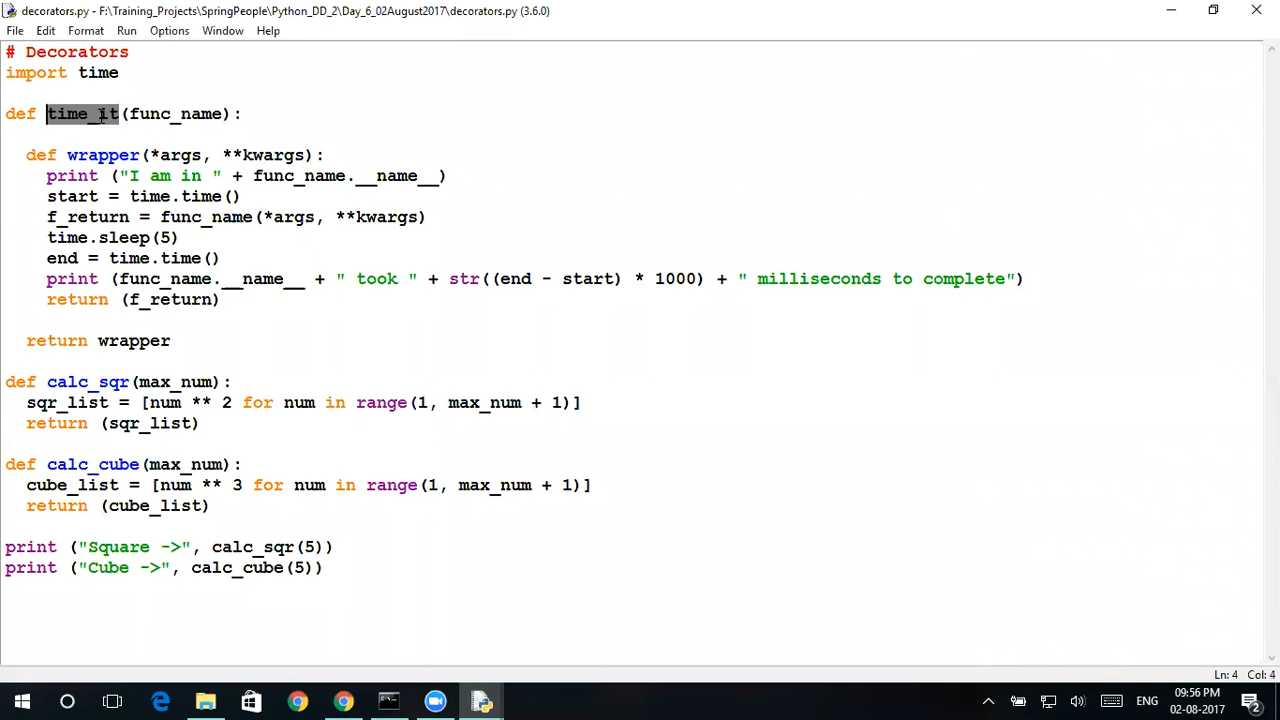 decorators.py - F:\Training_Projects\SpringPeople\Python_DD_2\Day_6_02August2017\decorators.py (3.6.0)
File Edit Format Run Options Window Help
# Decorators
import time
def time_it(func_name):
def wrapper(*args, **kwargs):
print ("I am in " + func_name.__name__)
start = time.time()
f_return = func_name(*args, **kwargs)
time.sleep(5)
end = time.time()
print (func_name.__name__ + " took " + str((end - start) * 1000) + " milliseconds to complete")
return (f_return)
return wrapper
def calc_sqr(max_num):
sqr_list = [num ** 2 for num in range(1, max_num + 1)]
return (sqr_list)
def calc_cube(max_num):
cube_list = [num ** 3 for num in range(1, max_num + 1)]
return (cube_list)
print ("Square ->", calc_sqr(5))
print ("Cube ->", calc_cube(5))
Ln: 4 Col: 4
ENG
09:56 PM
02-08-2017
2